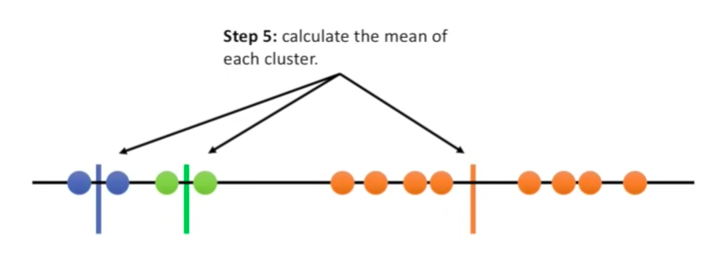 Step 5: calculate the mean of
each cluster.